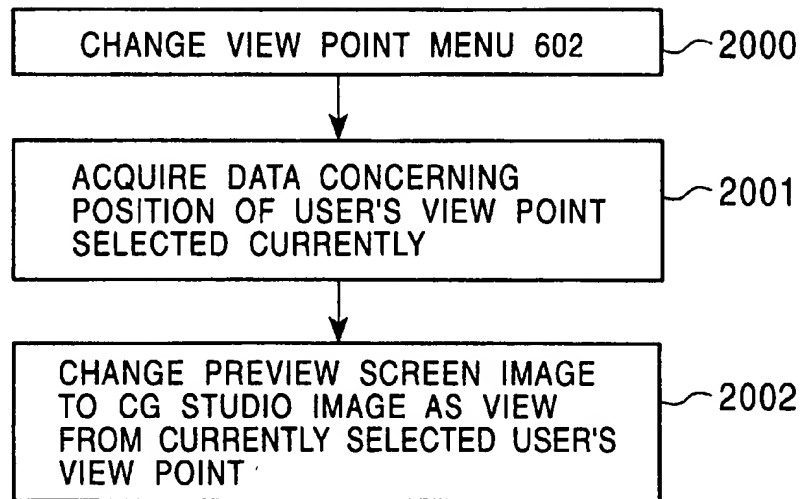 CHANGE VIEW POINT MENU 602
2000
ACQUIRE DATA CONCERNING
POSITION OF USER'S VIEW POINT
SELECTED CURRENTLY
2001
CHANGE PREVIEW SCREEN IMAGE
TO CG STUDIO IMAGE AS VIEW
FROM CURRENTLY SELECTED USER'S
VIEW POINT
2002